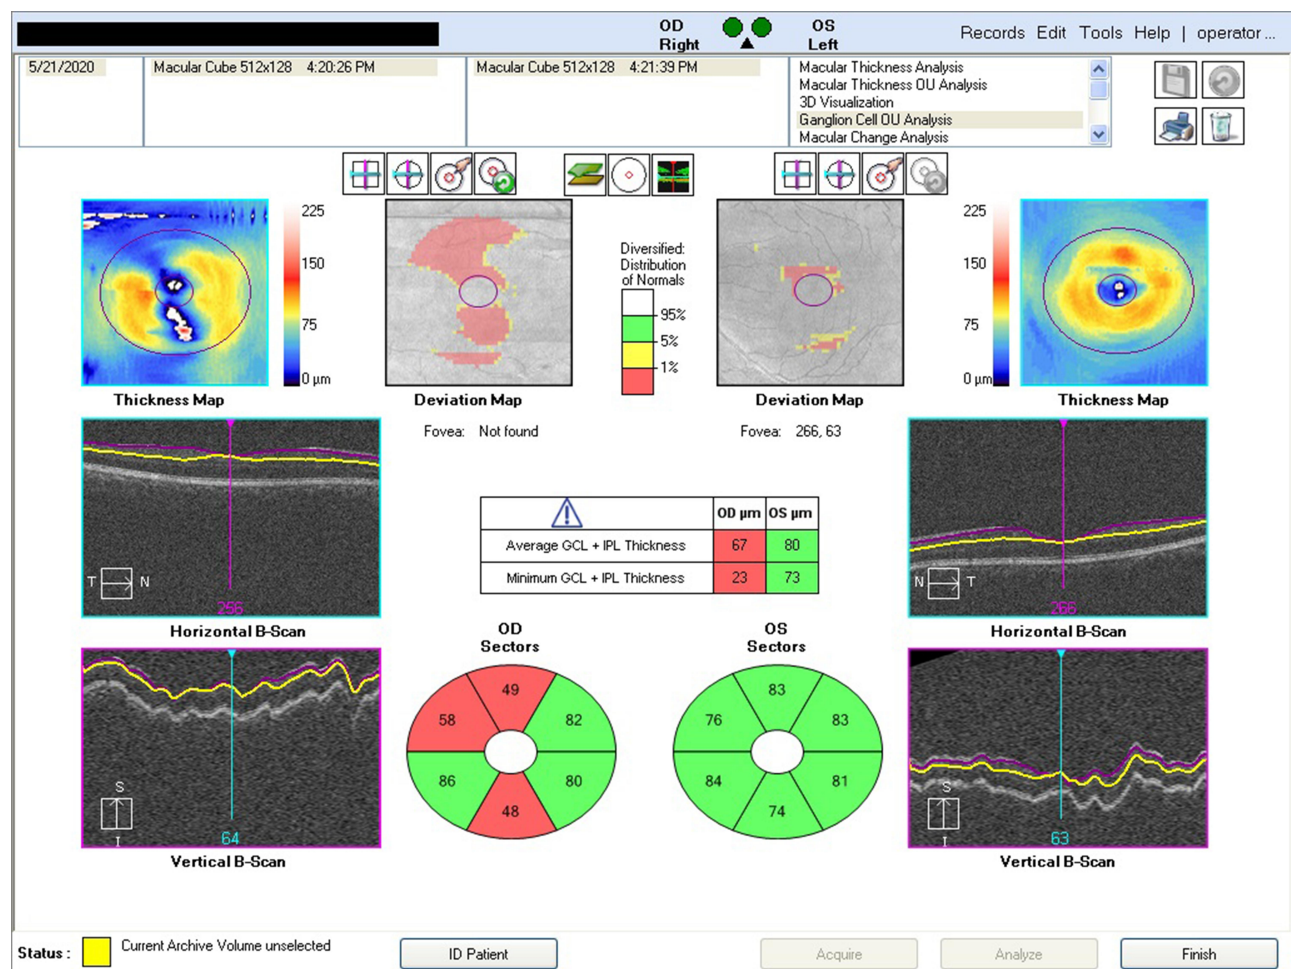 OD Right
OS Left
Records Edit Tools Help | operator ...
5/21/2020
Macular Cube 512x128 4:20:26 PM
Macular Cube 512x128 4:21:39 PM
Macular Thickness Analysis
Macular Thickness OU Analysis
3D Visualization
Ganglion Cell OU Analysis
Macular Change Analysis
225
150
75
0 µm
Thickness Map
Deviation Map
Diversified:
Distribution
of Normals
95%
5%
1%
Deviation Map
225
150
75
0 µm
Thickness Map
Fovea: Not found
Fovea: 266, 63
T N
256
Horizontal B-Scan
OD µm OS µm
Average GCL + IPL Thickness 67 80
Minimum GCL + IPL Thickness 23 73
N T
266
Horizontal B-Scan
S
I
64
Vertical B-Scan
OD
Sectors
49
58
82
86
80
48
OS
Sectors
83
76
83
84
81
74
S
I
63
Vertical B-Scan
Status :
Current Archive Volume unselected
ID Patient
Acquire
Analyze
Finish